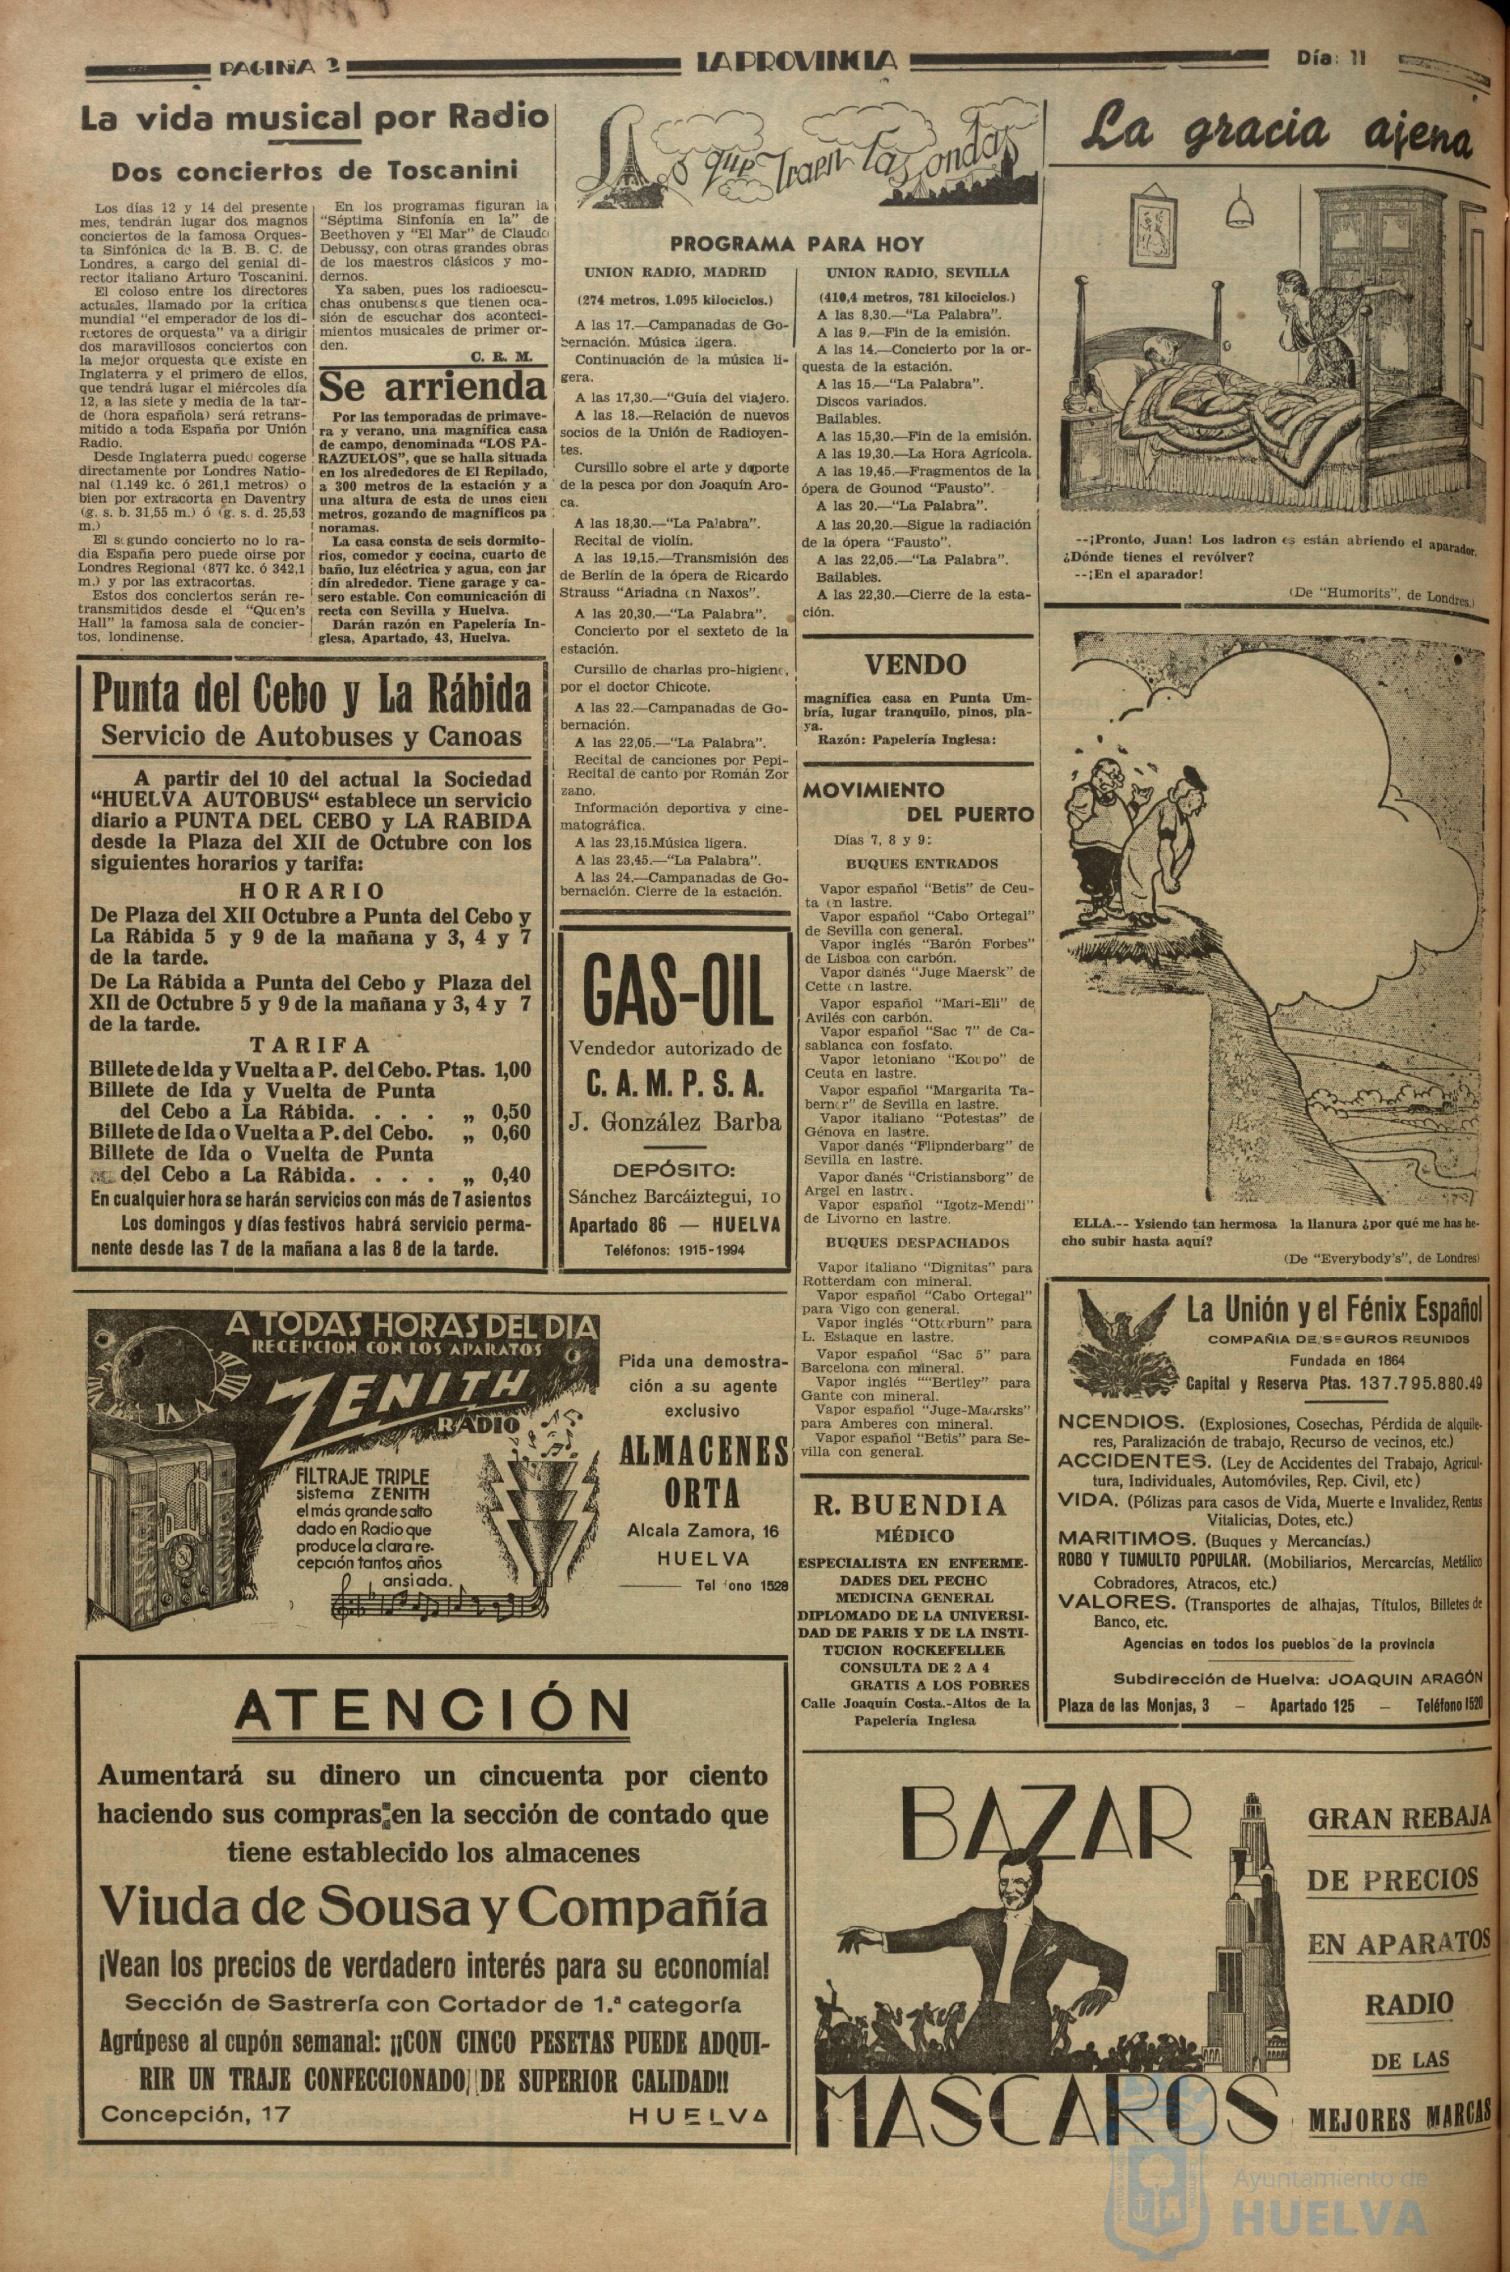 PAGINA 2
LA PROVINCIA
Día: 11
La vida musical por Radio
Dos conciertos de Toscanini
Los días 12 y 14 del presente
mes, tendrán lugar dos magnos
conciertos de la famosa Orques-
ta Sinfónica de la B. B. C. de
Londres, a cargo del genial di-
rector italiano Arturo Toscanini.
El coloso entre los directores
actuales, llamado por la crítica
mundial "el emperador de los di-
rectores de orquesta" va a dirigir
dos maravillosos conciertos con
la mejor orquesta que existe en
Inglaterra y el primero de ellos,
que tendrá lugar el miércoles día
12, a las siete y media de la tar-
de (hora española) será retrans-
mitido a toda España por Unión
Radio.
Desde Inglaterra puede cogerse
directamente por Londres Natio-
nal (1.149 kc. ó 261,1 metros) o
bien por extracorta en Daventry
(g. s. b. 31,55 m.) ó (g. s. d. 25,53
m.)
El segundo concierto no lo ra-
dia España pero puede oirse por
Londres Regional (877 kc. ó 342,1
m.) y por las extracortas.
Estos dos conciertos serán re-
transmitidos desde el "Queen's
Hall" la famosa sala de concier-
tos, londinense.
En los programas figuran la
"Séptima Sinfonía en la" de
Beethoven y "El Mar" de Claudo
Debussy, con otras grandes obras
de los maestros clásicos y mo-
dernos.
Ya saben, pues los radioescu-
chas onubenses que tienen oca-
sión de escuchar dos aconteci-
mientos musicales de primer or-
den.
C. R. M.
Se arrienda
Por las temporadas de primave-
ra y verano, una magnífica casa
de campo, denominada "LOS PA-
RAZUELOS", que se halla situada
en los alrededores de El Repilado,
a 300 metros de la estación y a
una altura de esta de unos cien
metros, gozando de magníficos pa
noramas.
La casa consta de seis dormito-
rios, comedor y cocina, cuarto de
baño, luz eléctrica y agua, con jar
dín alrededor. Tiene garage y ca-
sero estable. Con comunicación di
recta con Sevilla y Huelva.
Darán razón en Papelería In-
glesa, Apartado, 43, Huelva.
Punta del Cebo y La Rábida
Servicio de Autobuses y Canoas
A partir del 10 del actual la Sociedad
"HUELVA AUTOBUS" establece un servicio
diario a PUNTA DEL CEBO y LA RABIDA
desde la Plaza del XII de Octubre con los
siguientes horarios y tarifa:
HORARIO
De Plaza del XII Octubre a Punta del Cebo y
La Rábida 5 y 9 de la mañana y 3, 4 y 7
de la tarde.
De La Rábida a Punta del Cebo y Plaza del
XII de Octubre 5 y 9 de la mañana y 3, 4 y 7
de la tarde.
TARIFA
Billete de Ida y Vuelta a P. del Cebo. Ptas. 1,00
Billete de Ida y Vuelta de Punta
del Cebo a La Rábida. . . . „ 0,50
Billete de Ida o Vuelta a P. del Cebo. „ 0,60
Billete de Ida o Vuelta de Punta
del Cebo a La Rábida. . . . „ 0,40
En cualquier hora se harán servicios con más de 7 asientos
Los domingos y días festivos habrá servicio perma-
nente desde las 7 de la mañana a las 8 de la tarde.
Lo que traen las ondas
PROGRAMA PARA HOY
UNION RADIO, MADRID
(274 metros, 1.095 kilociclos.)
A las 17.—Campanadas de Go-
bernación. Música ligera.
Continuación de la música li-
gera.
A las 17,30.—"Guía del viajero.
A las 18.—Relación de nuevos
socios de la Unión de Radioyen-
tes.
Cursillo sobre el arte y deporte
de la pesca por don Joaquín Aro-
ca.
A las 18,30.—"La Palabra".
Recital de violín.
A las 19,15.—Transmisión des
de Berlín de la ópera de Ricardo
Strauss "Ariadna en Naxos".
A las 20,30.—"La Palabra".
Concierto por el sexteto de la
estación.
Cursillo de charlas pro-higiene,
por el doctor Chicote.
A las 22.—Campanadas de Go-
bernación.
A las 22,05.—"La Palabra".
Recital de canciones por Pepi-
Recital de canto por Román Zor
zano.
Información deportiva y cine-
matográfica.
A las 23,15.Música ligera.
A las 23,45.—"La Palabra".
A las 24.—Campanadas de Go-
bernación. Cierre de la estación.
UNION RADIO, SEVILLA
(410,4 metros, 781 kilociclos.)
A las 8,30.—"La Palabra".
A las 9.—Fin de la emisión.
A las 14.—Concierto por la or-
questa de la estación.
A las 15.—"La Palabra".
Discos variados.
Bailables.
A las 15,30.—Fin de la emisión.
A las 19,30.—La Hora Agrícola.
A las 19,45.—Fragmentos de la
ópera de Gounod "Fausto".
A las 20.—"La Palabra".
A las 20,20.—Sigue la radiación
de la ópera "Fausto".
A las 22,05.—"La Palabra".
Bailables.
A las 22,30.—Cierre de la esta-
ción.
VENDO
magnífica casa en Punta Um-
bría, lugar tranquilo, pinos, pla-
ya.
Razón: Papelería Inglesa:
MOVIMIENTO
DEL PUERTO
Días 7, 8 y 9:
BUQUES ENTRADOS
Vapor español "Betis" de Ceu-
ta en lastre.
Vapor español "Cabo Ortegal"
de Sevilla con general.
Vapor inglés "Barón Forbes"
de Lisboa con carbón.
Vapor danés "Juge Maersk" de
Cette en lastre.
Vapor español "Mari-Eli" de
Avilés con carbón.
Vapor español "Sac 7" de Ca-
sablanca con fosfato.
Vapor letoniano "Koupo" de
Ceuta en lastre.
Vapor español "Margarita Ta-
berner" de Sevilla en lastre.
Vapor italiano "Potestas" de
Génova en lastre.
Vapor danés "Flipnderbarg" de
Sevilla en lastre.
Vapor danés "Cristiansborg" de
Argel en lastre.
Vapor español "Igotz-Mendi"
de Livorno en lastre.
BUQUES DESPACHADOS
Vapor italiano "Dignitas" para
Rotterdam con mineral.
Vapor español "Cabo Ortegal"
para Vigo con general.
Vapor inglés "Otterburn" para
L. Estaque en lastre.
Vapor español "Sac 5" para
Barcelona con mineral.
Vapor inglés ""Bertley" para
Gante con mineral.
Vapor español "Juge-Maersks"
para Amberes con mineral.
Vapor español "Betis" para Se-
villa con general.
GAS-OIL
Vendedor autorizado de
C. A. M. P. S. A.
J. González Barba
DEPÓSITO:
Sánchez Barcáiztegui, 10
Apartado 86 — HUELVA
Teléfonos: 1915-1994
La gracia ajena
--¡Pronto, Juan! Los ladrones están abriendo el aparador.
¿Dónde tienes el revólver?
--¡En el aparador!
(De "Humorits", de Londres.)
ELLA.-- Ysiendo tan hermosa la llanura ¿por qué me has he-
cho subir hasta aquí?
(De "Everybody's", de Londres)
A TODAS HORAS DEL DIA
RECEPCION CON LOS APARATOS
ZENITH
RADIO
FILTRAJE TRIPLE
sistema ZENITH
el más grande salto
dado en Radio que
produce la clara re-
cepción tantos años
ansiada.
Pida una demostra-
ción a su agente
exclusivo
ALMACENES
ORTA
Alcala Zamora, 16
HUELVA
Tel fono 1528
R. BUENDIA
MÉDICO
ESPECIALISTA EN ENFERME-
DADES DEL PECHO
MEDICINA GENERAL
DIPLOMADO DE LA UNIVERSI-
DAD DE PARIS Y DE LA INSTI-
TUCION ROCKEFELLER
CONSULTA DE 2 A 4
GRATIS A LOS POBRES
Calle Joaquín Costa.-Altos de la
Papelería Inglesa
La Unión y el Fénix Español
COMPAÑIA DE SEGUROS REUNIDOS
Fundada en 1864
Capital y Reserva Ptas. 137.795.880.49
NCENDIOS. (Explosiones, Cosechas, Pérdida de alquile-
res, Paralización de trabajo, Recurso de vecinos, etc.)
ACCIDENTES. (Ley de Accidentes del Trabajo, Agricul-
tura, Individuales, Automóviles, Rep. Civil, etc)
VIDA. (Pólizas para casos de Vida, Muerte e Invalidez, Rentas
Vitalicias, Dotes, etc.)
MARITIMOS. (Buques y Mercancías.)
ROBO Y TUMULTO POPULAR. (Mobiliarios, Mercarcías, Metálico
Cobradores, Atracos, etc.)
VALORES. (Transportes de alhajas, Títulos, Billetes de
Banco, etc.
Agencias en todos los pueblos de la provincia
Subdirección de Huelva: JOAQUIN ARAGÓN
Plaza de las Monjas, 3 — Apartado 125 — Teléfono 1520
ATENCIÓN
Aumentará su dinero un cincuenta por ciento
haciendo sus compras en la sección de contado que
tiene establecido los almacenes
Viuda de Sousa y Compañía
¡Vean los precios de verdadero interés para su economía!
Sección de Sastrería con Cortador de 1.ª categoría
Agrúpese al cupón semanal: ¡¡CON CINCO PESETAS PUEDE ADQUI-
RIR UN TRAJE CONFECCIONADO DE SUPERIOR CALIDAD!!
Concepción, 17 HUELVA
BAZAR
MASCAROS
GRAN REBAJA
DE PRECIOS
EN APARATOS
RADIO
DE LAS
MEJORES MARCAS
Ayuntamiento de
HUELVA